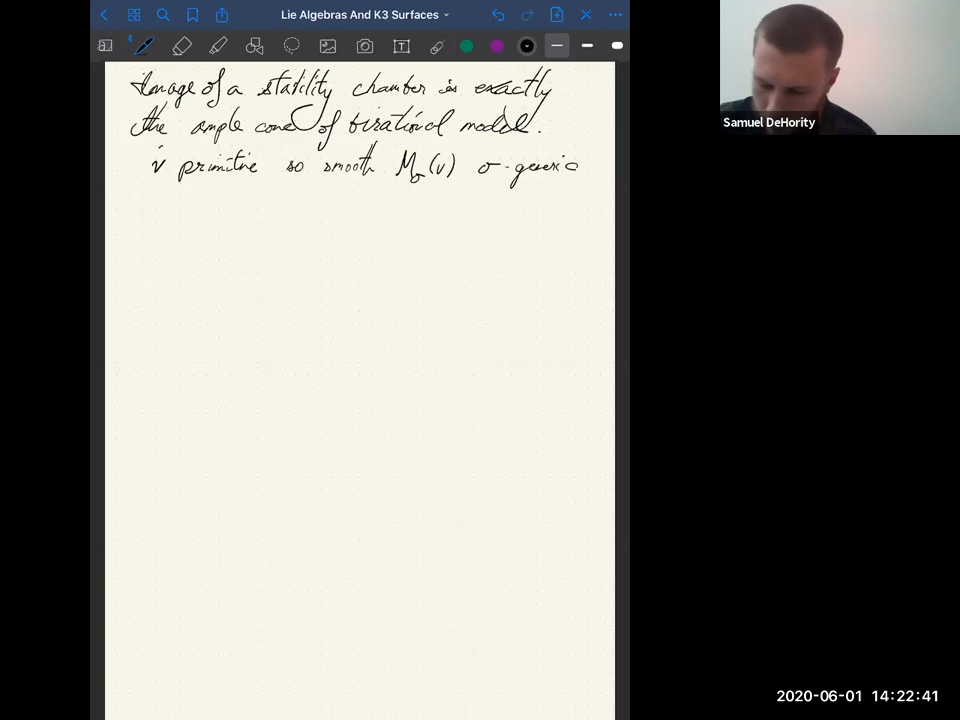 Lie Algebras And K3 Surfaces
Image of a stability chamber is exactly
the ample cone of birational model.
v primitive so smooth M_σ(v) σ-generic
Samuel DeHority
2020-06-01 14:22:41